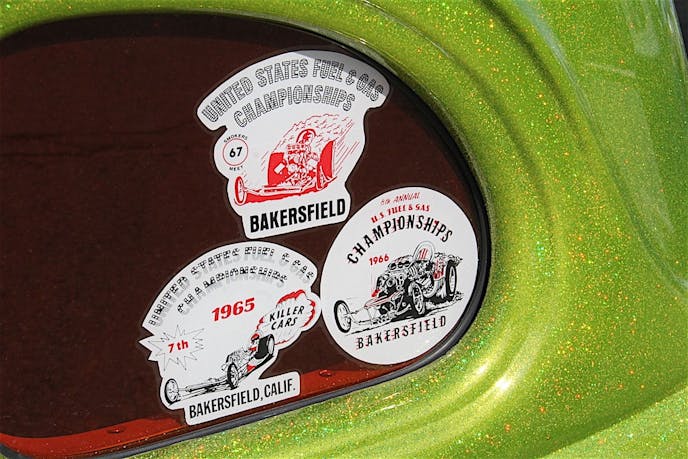 UNITED STATES FUEL & GAS
CHAMPIONSHIPS
SMOKERS
67
MEET
BAKERSFIELD
8th ANNUAL
U.S. FUEL & GAS
CHAMPIONSHIPS
1966
BAKERSFIELD
UNITED STATES FUEL & GAS
CHAMPIONSHIPS
1965
KILLER
CARS
7th
BAKERSFIELD, CALIF.